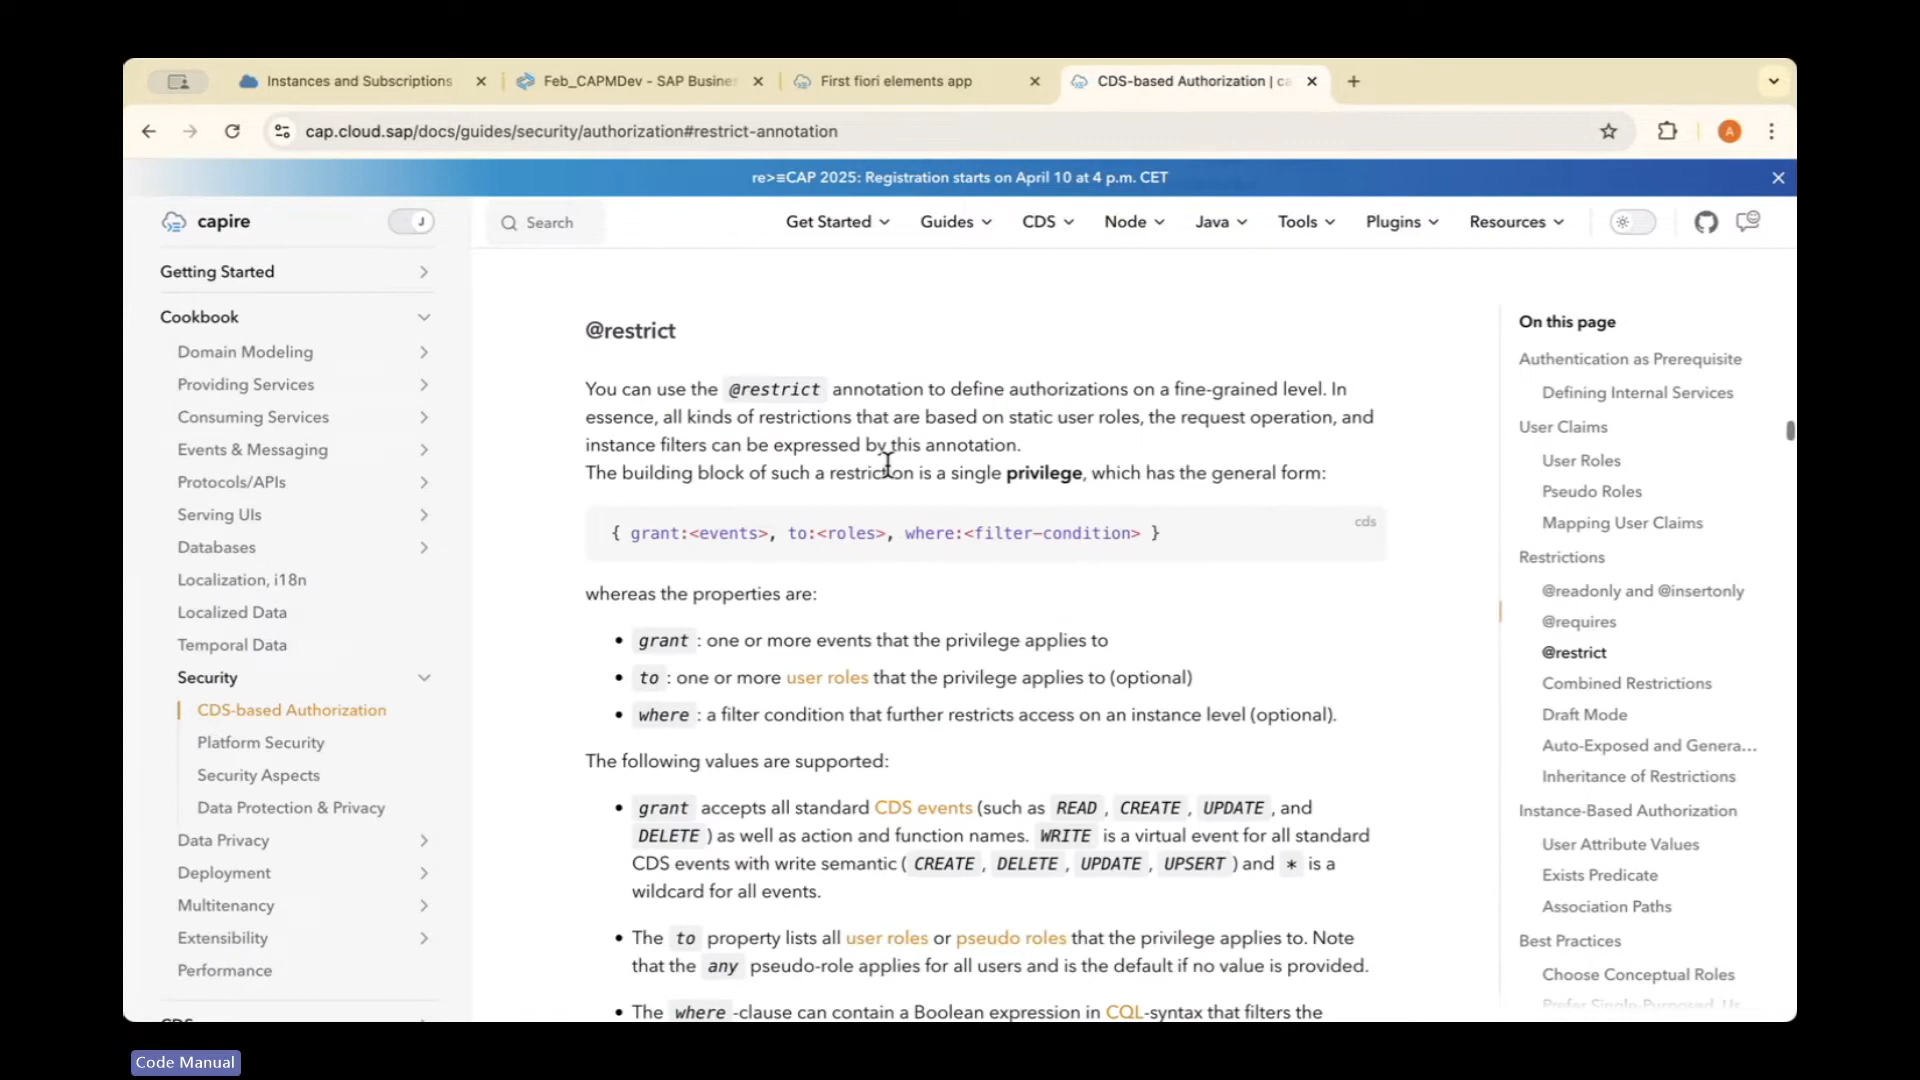 Instances and Subscriptions
Feb_CAPMDev - SAP Busine
First fiori elements app
CDS-based Authorization | ca
cap.cloud.sap/docs/guides/security/authorization#restrict-annotation
A
re>≡CAP 2025: Registration starts on April 10 at 4 p.m. CET
capire
J
Search
Get Started
Guides
CDS
Node
Java
Tools
Plugins
Resources
Getting Started
Cookbook
Domain Modeling
Providing Services
Consuming Services
Events & Messaging
Protocols/APIs
Serving UIs
Databases
Localization, i18n
Localized Data
Temporal Data
Security
CDS-based Authorization
Platform Security
Security Aspects
Data Protection & Privacy
Data Privacy
Deployment
Multitenancy
Extensibility
Performance
CDS
@restrict
You can use the @restrict annotation to define authorizations on a fine-grained level. In
essence, all kinds of restrictions that are based on static user roles, the request operation, and
instance filters can be expressed by this annotation.
The building block of such a restriction is a single privilege, which has the general form:
cds
{ grant:<events>, to:<roles>, where:<filter-condition> }
whereas the properties are:
• grant : one or more events that the privilege applies to
• to : one or more user roles that the privilege applies to (optional)
• where : a filter condition that further restricts access on an instance level (optional).
The following values are supported:
• grant accepts all standard CDS events (such as READ , CREATE , UPDATE , and
DELETE ) as well as action and function names. WRITE is a virtual event for all standard
CDS events with write semantic ( CREATE , DELETE , UPDATE , UPSERT ) and * is a
wildcard for all events.
• The to property lists all user roles or pseudo roles that the privilege applies to. Note
that the any pseudo-role applies for all users and is the default if no value is provided.
• The where -clause can contain a Boolean expression in CQL-syntax that filters the
On this page
Authentication as Prerequisite
Defining Internal Services
User Claims
User Roles
Pseudo Roles
Mapping User Claims
Restrictions
@readonly and @insertonly
@requires
@restrict
Combined Restrictions
Draft Mode
Auto-Exposed and Genera...
Inheritance of Restrictions
Instance-Based Authorization
User Attribute Values
Exists Predicate
Association Paths
Best Practices
Choose Conceptual Roles
Prefer Single-Purposed, Us
Code Manual